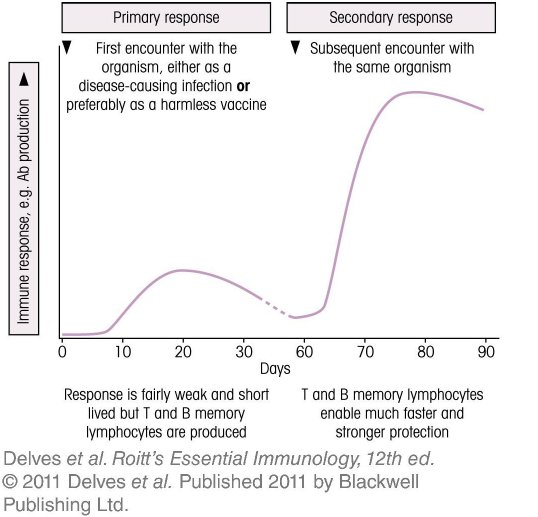 Primary response
Secondary response
First encounter with the
organism, either as a
disease-causing infection or
preferably as a harmless vaccine
Subsequent encounter with
the same organism
Immune response, e.g. Ab production
0 10 20 30 60 70 80 90
Days
Response is fairly weak and short
lived but T and B memory
lymphocytes are produced
T and B memory lymphocytes
enable much faster and
stronger protection
Delves et al. Roitt's Essential Immunology, 12th ed.
© 2011 Delves et al. Published 2011 by Blackwell
Publishing Ltd.